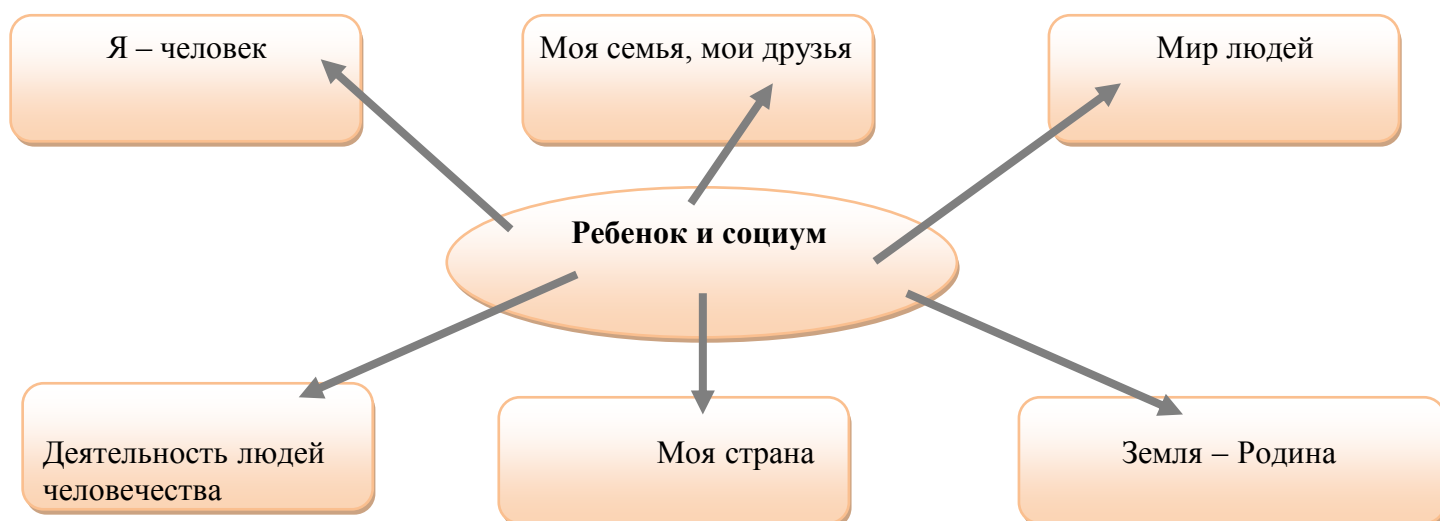 Я – человек
Моя семья, мои друзья
Мир людей
Ребенок и социум
Деятельность людей
человечества
Моя страна
Земля – Родина